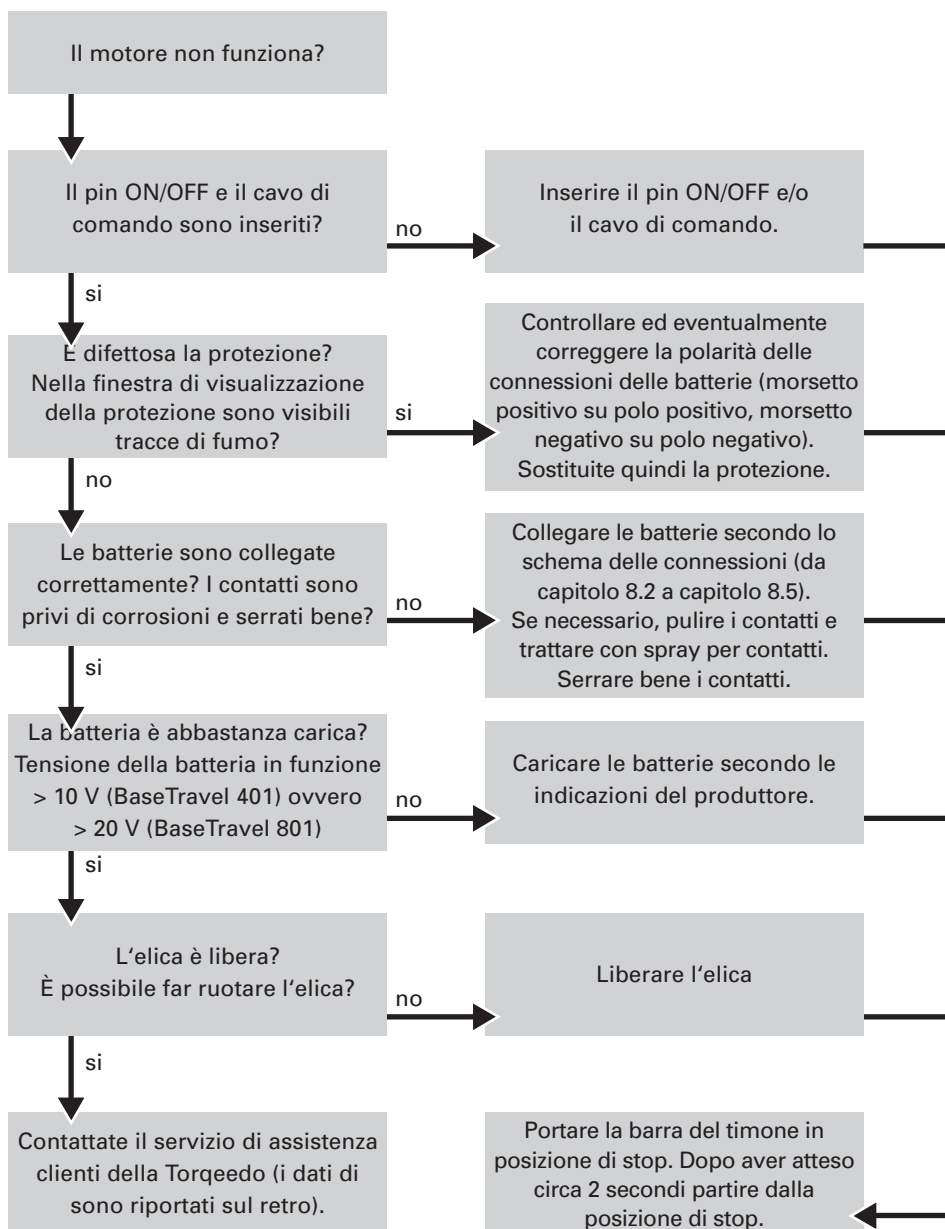 Il motore non funziona?
Il pin ON/OFF e il cavo di
comando sono inseriti?
no
Inserire il pin ON/OFF e/o
il cavo di comando.
si
È difettosa la protezione?
Nella finestra di visualizzazione
della protezione sono visibili
tracce di fumo?
si
Controllare ed eventualmente
correggere la polarità delle
connessioni delle batterie (morsetto
positivo su polo positivo, morsetto
negativo su polo negativo).
Sostituite quindi la protezione.
no
Le batterie sono collegate
correttamente? I contatti sono
privi di corrosioni e serrati bene?
no
Collegare le batterie secondo lo
schema delle connessioni (da
capitolo 8.2 a capitolo 8.5).
Se necessario, pulire i contatti e
trattare con spray per contatti.
Serrare bene i contatti.
si
La batteria è abbastanza carica?
Tensione della batteria in funzione
> 10 V (BaseTravel 401) ovvero
> 20 V (BaseTravel 801)
no
Caricare le batterie secondo le
indicazioni del produttore.
si
L‘elica è libera?
È possibile far ruotare l‘elica?
no
Liberare l‘elica
si
Contattate il servizio di assistenza
clienti della Torqeedo (i dati di
sono riportati sul retro).
Portare la barra del timone in
posizione di stop. Dopo aver atteso
circa 2 secondi partire dalla
posizione di stop.